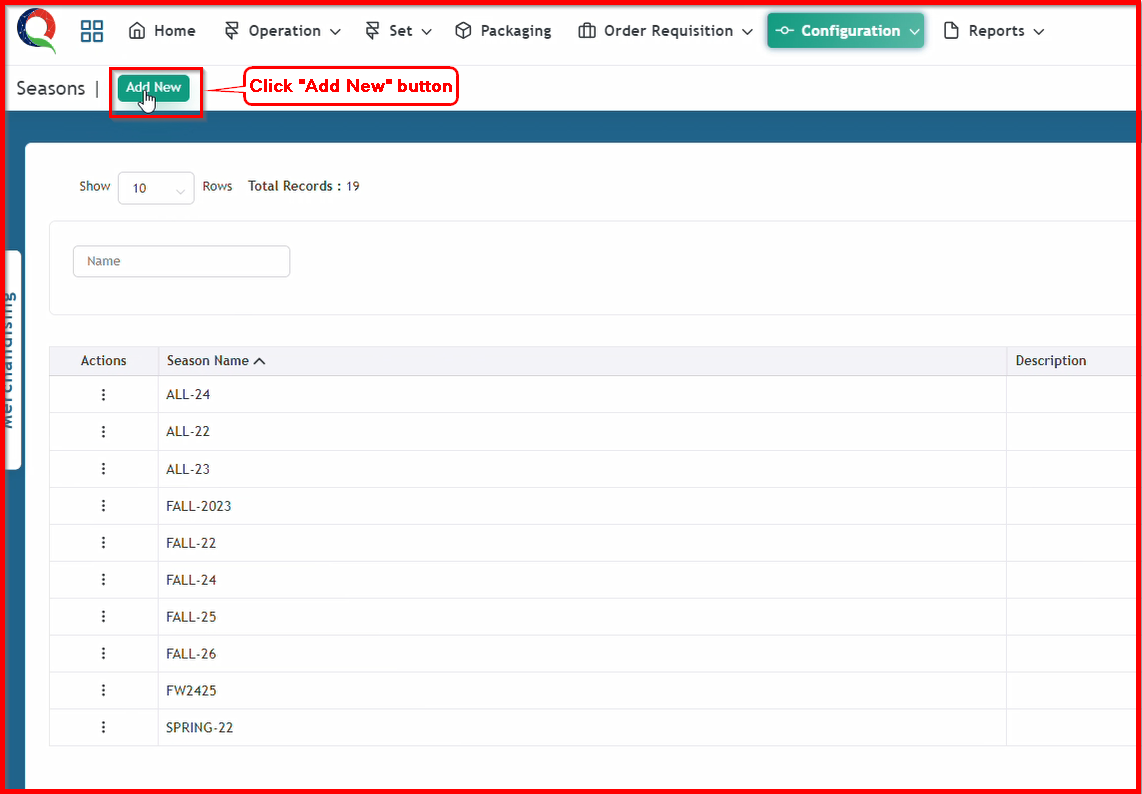 Home Operation Set Packaging Order Requisition Configuration Reports
Seasons | Add New Click "Add New" button
Show 10 Rows Total Records : 19
Name
Merchandising
Actions Season Name Description
ALL-24
ALL-22
ALL-23
FALL-2023
FALL-22
FALL-24
FALL-25
FALL-26
FW2425
SPRING-22